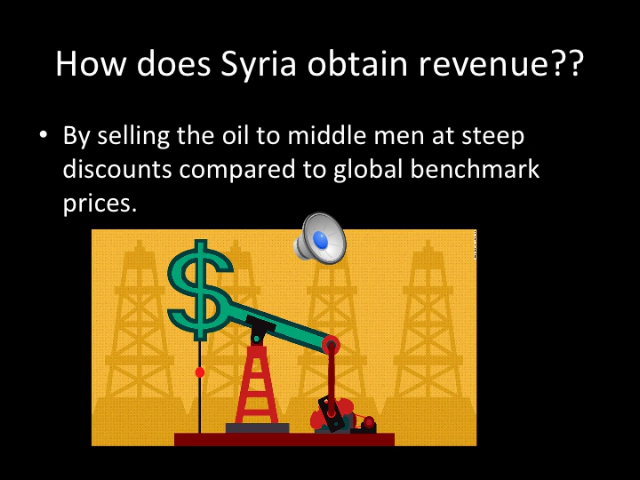 How does Syria obtain revenue??
• By selling the oil to middle men at steep
discounts compared to global benchmark
prices.
$